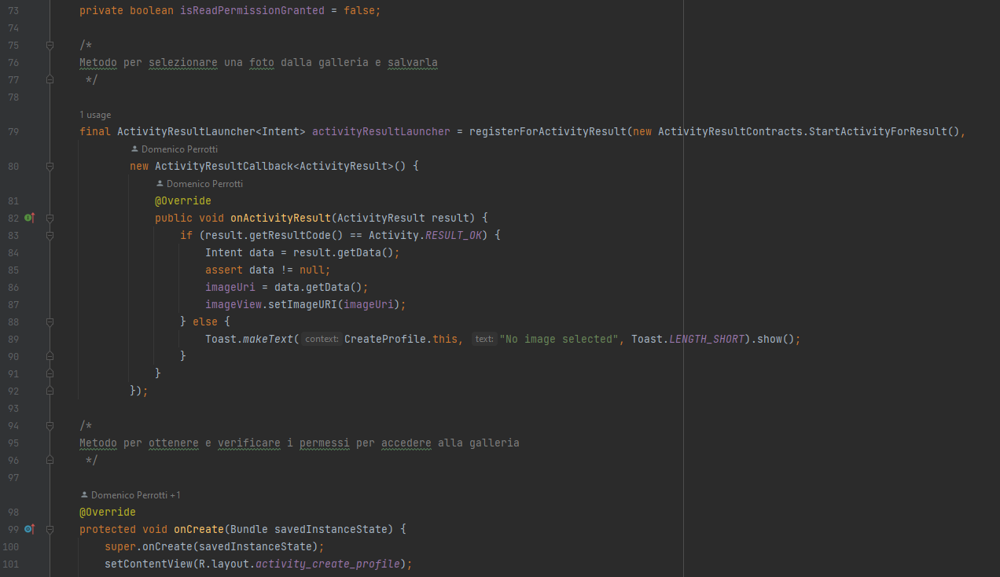 73 private boolean isReadPermissionGranted = false;
74
75 /*
76 Metodo per selezionare una foto dalla galleria e salvarla
77 */
78
1 usage
79 final ActivityResultLauncher<Intent> activityResultLauncher = registerForActivityResult(new ActivityResultContracts.StartActivityForResult(),
Domenico Perrotti
80 new ActivityResultCallback<ActivityResult>() {
Domenico Perrotti
81 @Override
82 public void onActivityResult(ActivityResult result) {
83 if (result.getResultCode() == Activity.RESULT_OK) {
84 Intent data = result.getData();
85 assert data != null;
86 imageUri = data.getData();
87 imageView.setImageURI(imageUri);
88 } else {
89 Toast.makeText( context: CreateProfile.this, text: "No image selected", Toast.LENGTH_SHORT).show();
90 }
91 }
92 });
93
94 /*
95 Metodo per ottenere e verificare i permessi per accedere alla galleria
96 */
97
Domenico Perrotti +1
98 @Override
99 protected void onCreate(Bundle savedInstanceState) {
100 super.onCreate(savedInstanceState);
101 setContentView(R.layout.activity_create_profile);